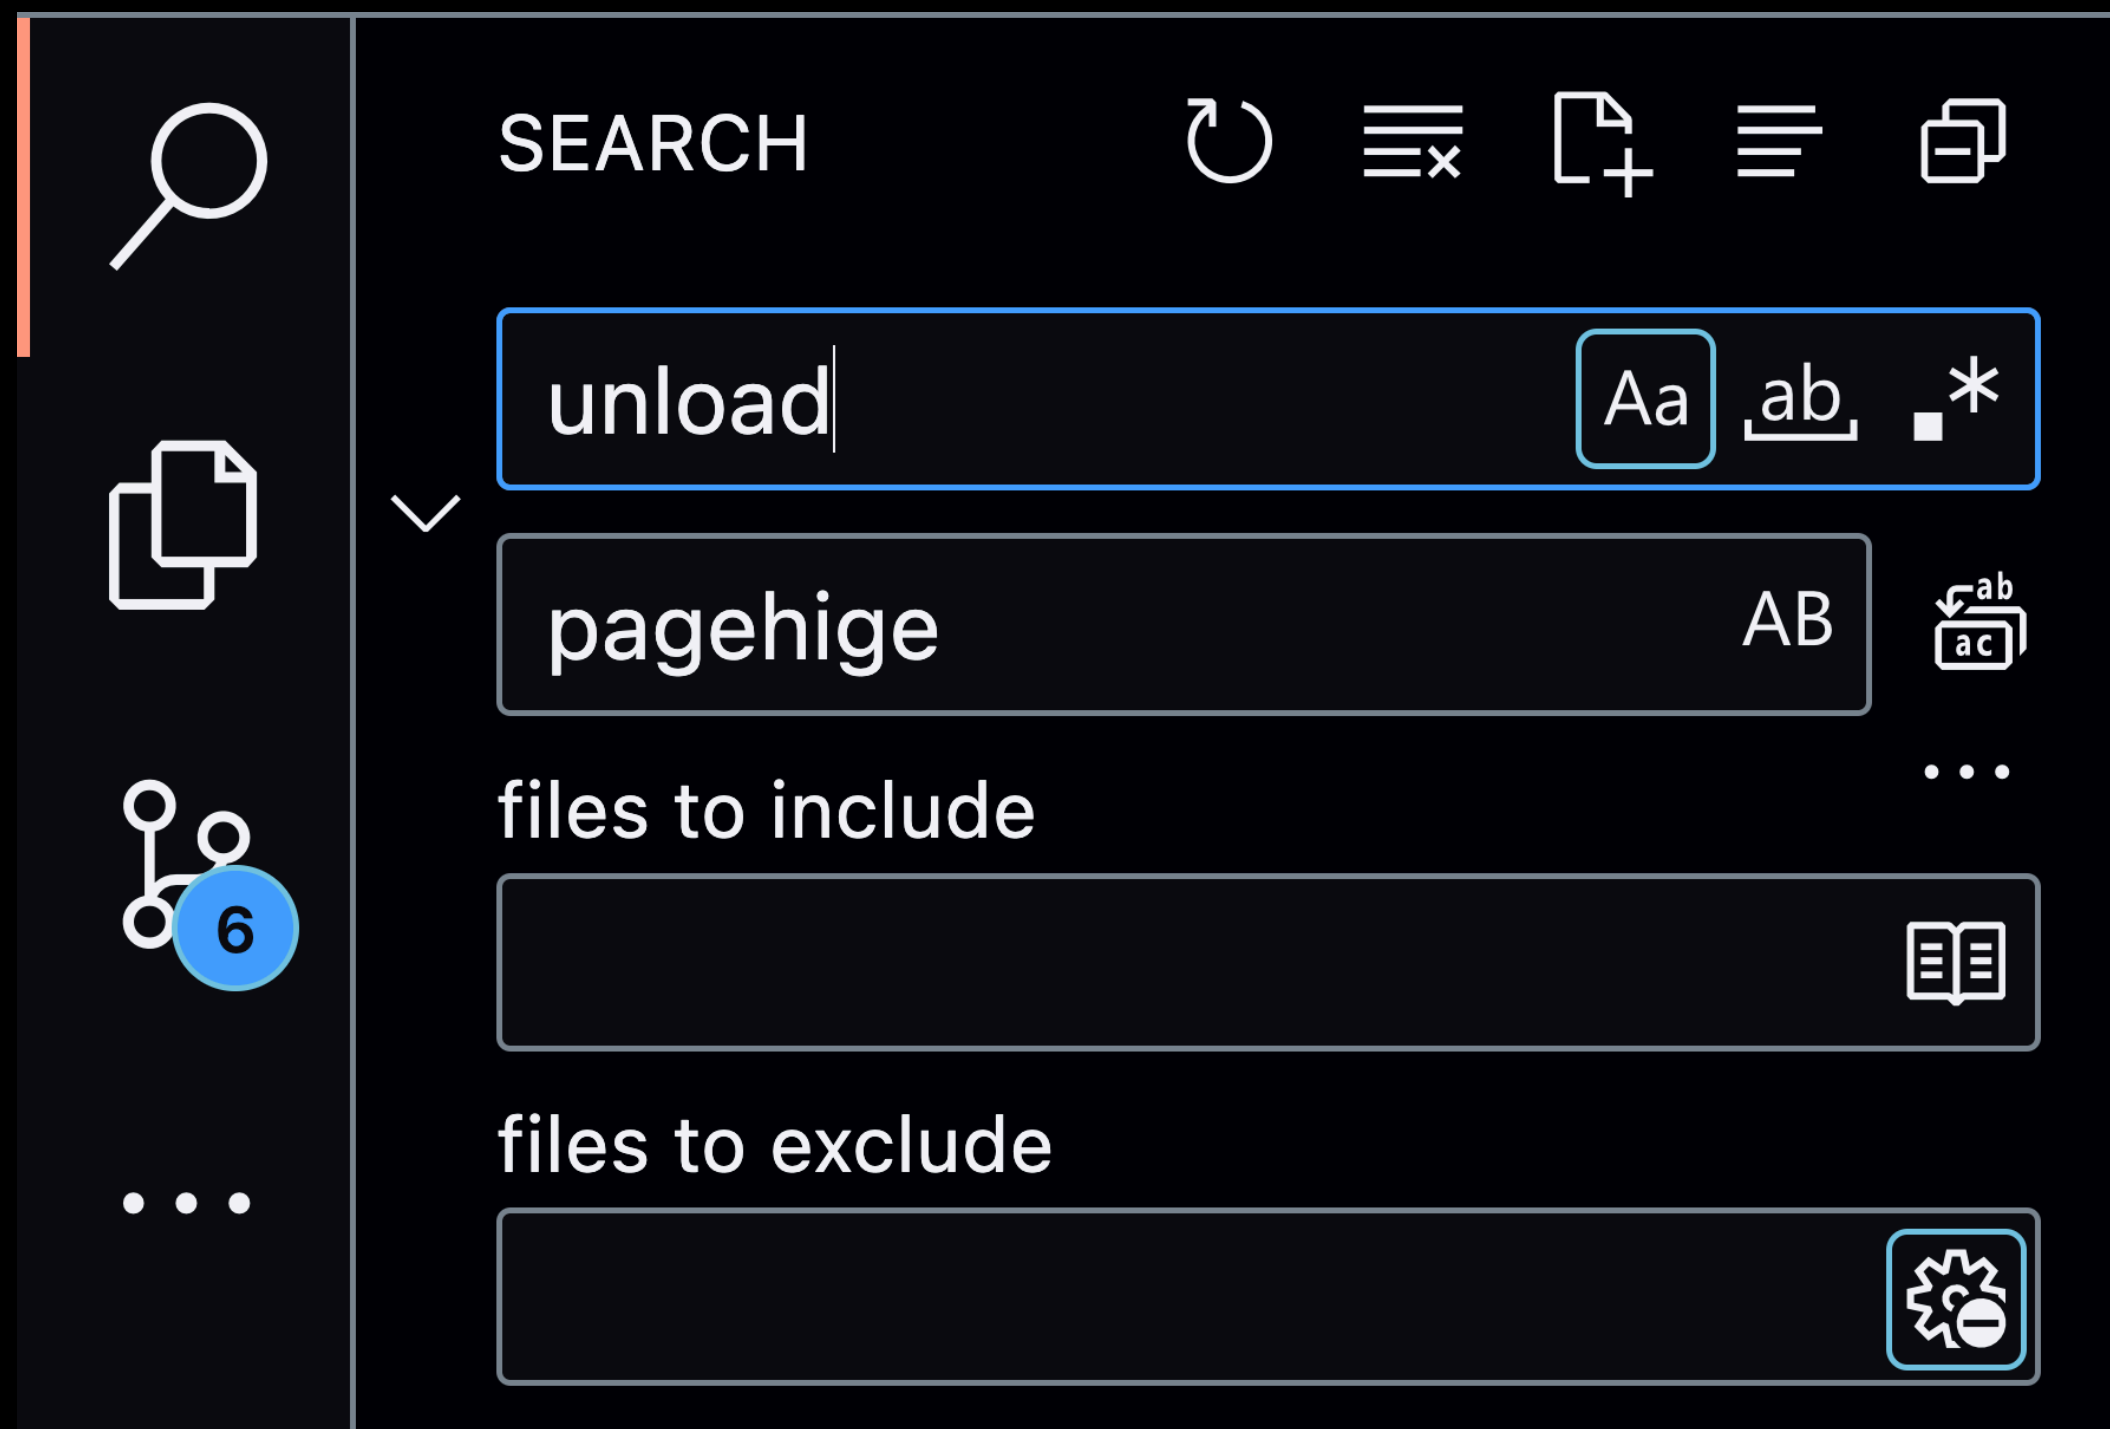 SEARCH
unload
Aa ab
pagehige
AB
ab
ac
files to include
6
files to exclude